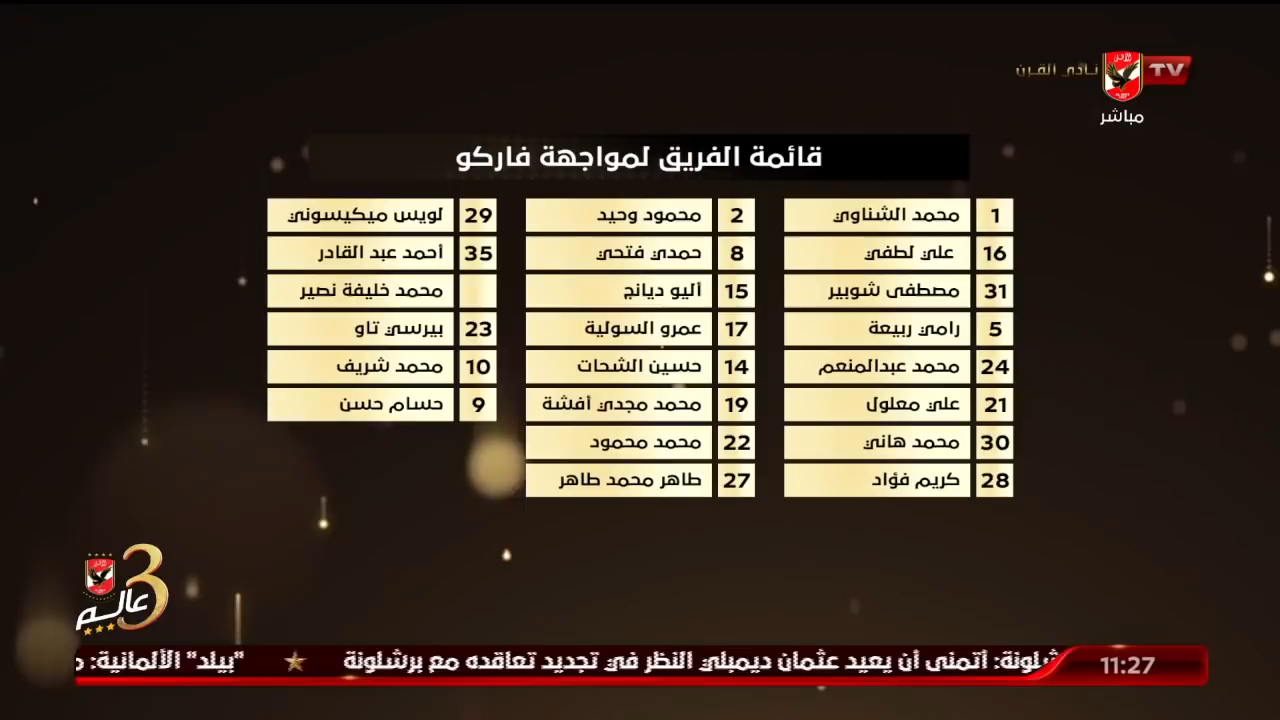 TV
نادي القرن
مباشر
قائمة الفريق لمواجهة فاركو
1 محمد الشناوي
16 علي لطفي
31 مصطفى شوبير
5 رامي ربيعة
24 محمد عبدالمنعم
21 علي معلول
30 محمد هاني
28 كريم فؤاد
2 محمود وحيد
8 حمدي فتحي
15 أليو ديانج
17 عمرو السولية
14 حسين الشحات
19 محمد مجدي أفشة
22 محمد محمود
27 طاهر محمد طاهر
29 لويس ميكيسوني
35 أحمد عبد القادر
محمد خليفة نصير
23 بيرسي تاو
10 محمد شريف
9 حسام حسن
3 عالم
شلونة: أتمنى أن يعيد عثمان ديمبلي النظر في تجديد تعاقده مع برشلونة ★ "بيلد" الألمانية:
11:27